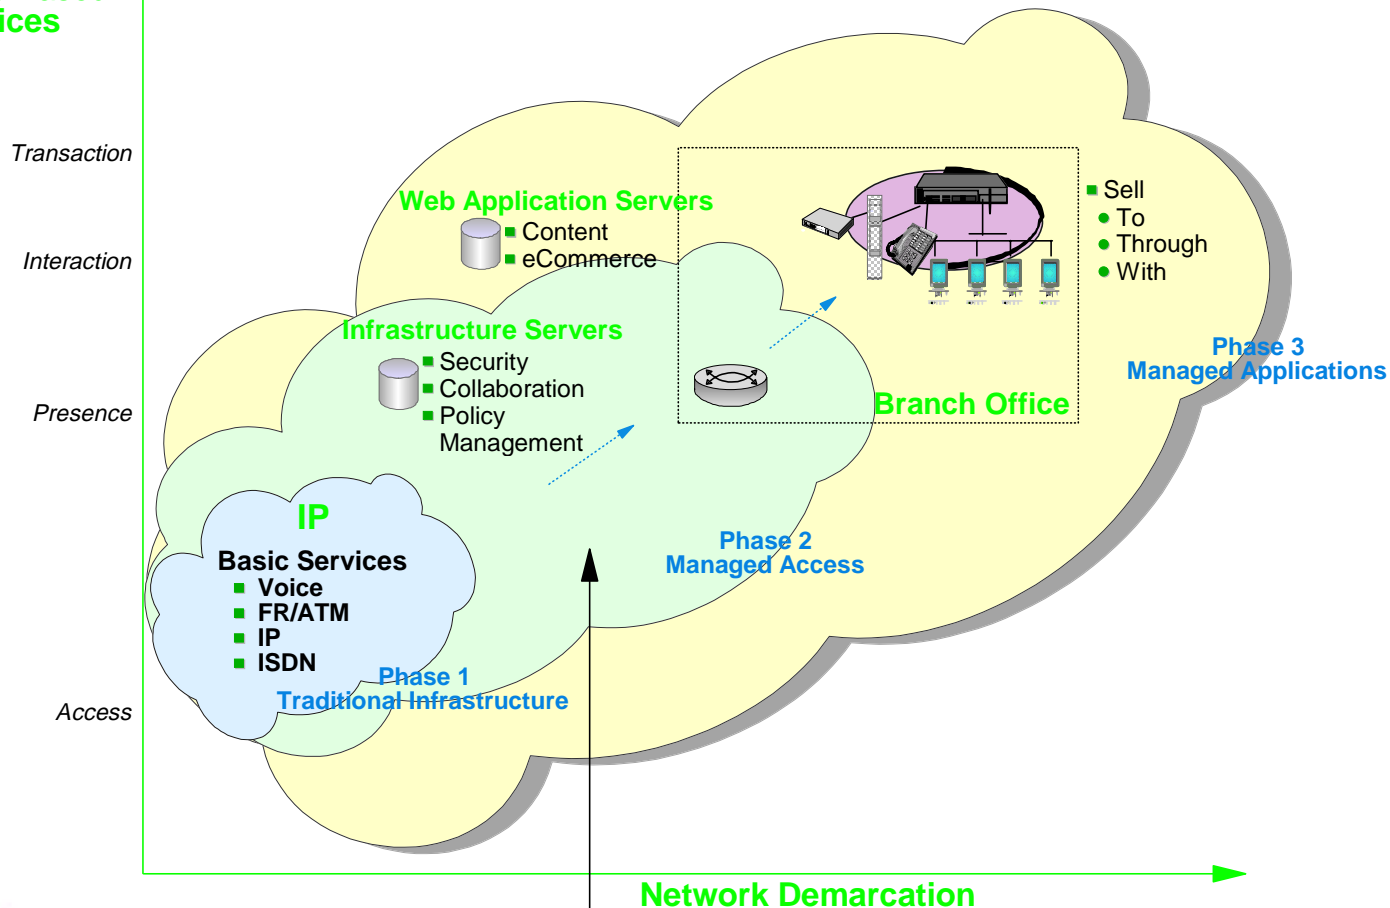 ices
Transaction
Web Application Servers
Content
eCommerce
Sell
To
Through
With
Interaction
Infrastructure Servers
Security
Collaboration
Policy
Management
Phase 3
Managed Applications
Presence
Branch Office
IP
Basic Services
Voice
FR/ATM
IP
ISDN
Phase 2
Managed Access
Phase 1
Traditional Infrastructure
Access
Network Demarcation